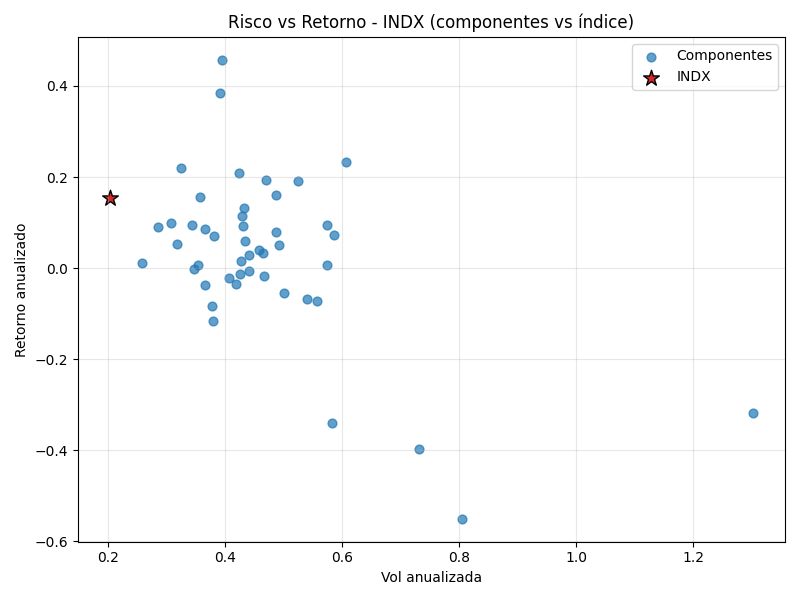 Risco vs Retorno - INDX (componentes vs índice)
Componentes
INDX
Retorno anualizado
0.4
0.2
0.0
−0.2
−0.4
−0.6
0.2
0.4
0.6
0.8
1.0
1.2
Vol anualizada